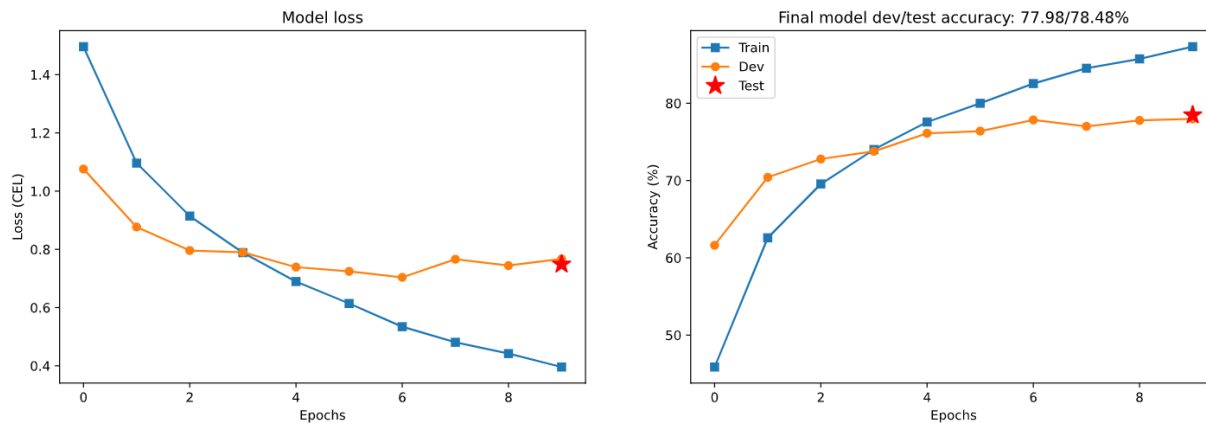 Model loss
Loss (CEL)
1.4
1.2
1.0
0.8
0.6
0.4
0 2 4 6 8
Epochs
Final model dev/test accuracy: 77.98/78.48%
Train
Dev
Test
Accuracy (%)
80
70
60
50
0 2 4 6 8
Epochs